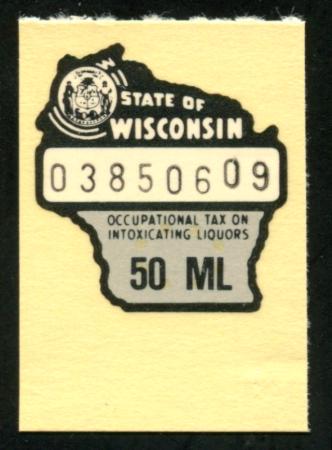 STATE OF
WISCONSIN
03850609
OCCUPATIONAL TAX ON
INTOXICATING LIQUORS
50 ML